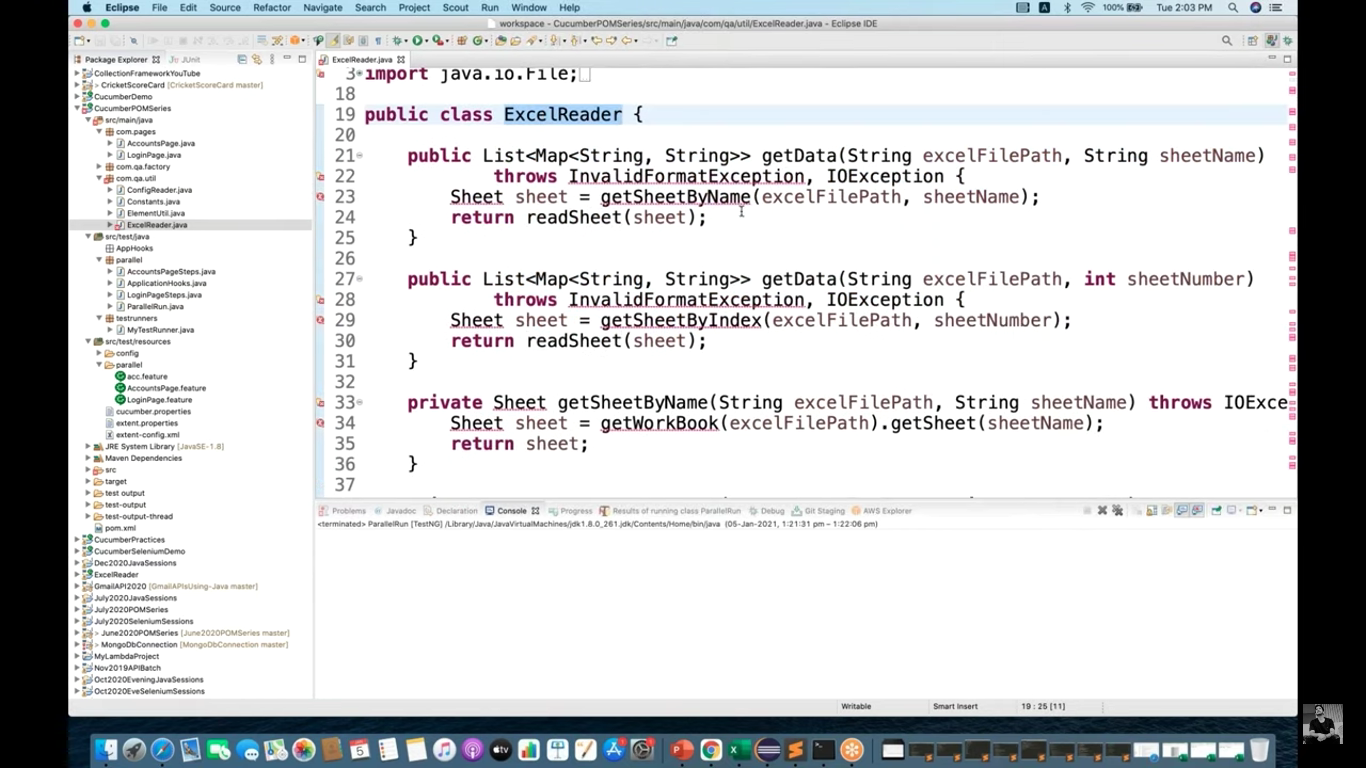 Eclipse File Edit Source Refactor Navigate Search Project Scout Run Window Help 100% Tue 2:03 PM
workspace - CucumberPOMSeries/src/main/java/com/qa/util/ExcelReader.java - Eclipse IDE
Package Explorer JUnit
CollectionFrameworkYouTube
> CricketScoreCard [CricketScoreCard master]
CucumberDemo
CucumberPOMSeries
src/main/java
com.pages
AccountsPage.java
LoginPage.java
com.qa.factory
com.qa.util
ConfigReader.java
Constants.java
ElementUtil.java
ExcelReader.java
src/test/java
AppHooks
parallel
AccountsPageSteps.java
ApplicationHooks.java
LoginPageSteps.java
ParallelRun.java
testrunners
MyTestRunner.java
src/test/resources
config
parallel
acc.feature
AccountsPage.feature
LoginPage.feature
cucumber.properties
extent.properties
extent-config.xml
JRE System Library [JavaSE-1.8]
Maven Dependencies
src
target
test output
test-output
test-output-thread
pom.xml
CucumberPractices
CucumberSeleniumDemo
Dec2020JavaSessions
ExcelReader
GmailAPI2020 [GmailAPIsUsing-Java master]
July2020JavaSessions
July2020POMSeries
July2020SeleniumSessions
> June2020POMSeries [June2020POMSeries master]
> MongoDbConnection [MongoDbConnection master]
MyLambdaProject
Nov2019APIBatch
Oct2020EveningJavaSessions
Oct2020EveSeleniumSessions
ExcelReader.java
3 import java.io.File;
18
19 public class ExcelReader {
20
21 public List<Map<String, String>> getData(String excelFilePath, String sheetName)
22 throws InvalidFormatException, IOException {
23 Sheet sheet = getSheetByName(excelFilePath, sheetName);
24 return readSheet(sheet);
25 }
26
27 public List<Map<String, String>> getData(String excelFilePath, int sheetNumber)
28 throws InvalidFormatException, IOException {
29 Sheet sheet = getSheetByIndex(excelFilePath, sheetNumber);
30 return readSheet(sheet);
31 }
32
33 private Sheet getSheetByName(String excelFilePath, String sheetName) throws IOExce
34 Sheet sheet = getWorkBook(excelFilePath).getSheet(sheetName);
35 return sheet;
36 }
37
Problems Javadoc Declaration Console Progress Results of running class ParallelRun Debug Git Staging AWS Explorer
<terminated> ParallelRun [TestNG] /Library/Java/JavaVirtualMachines/jdk1.8.0_261.jdk/Contents/Home/bin/java (05-Jan-2021, 1:21:31 pm – 1:22:06 pm)
Writable Smart Insert 19 : 25 [11]